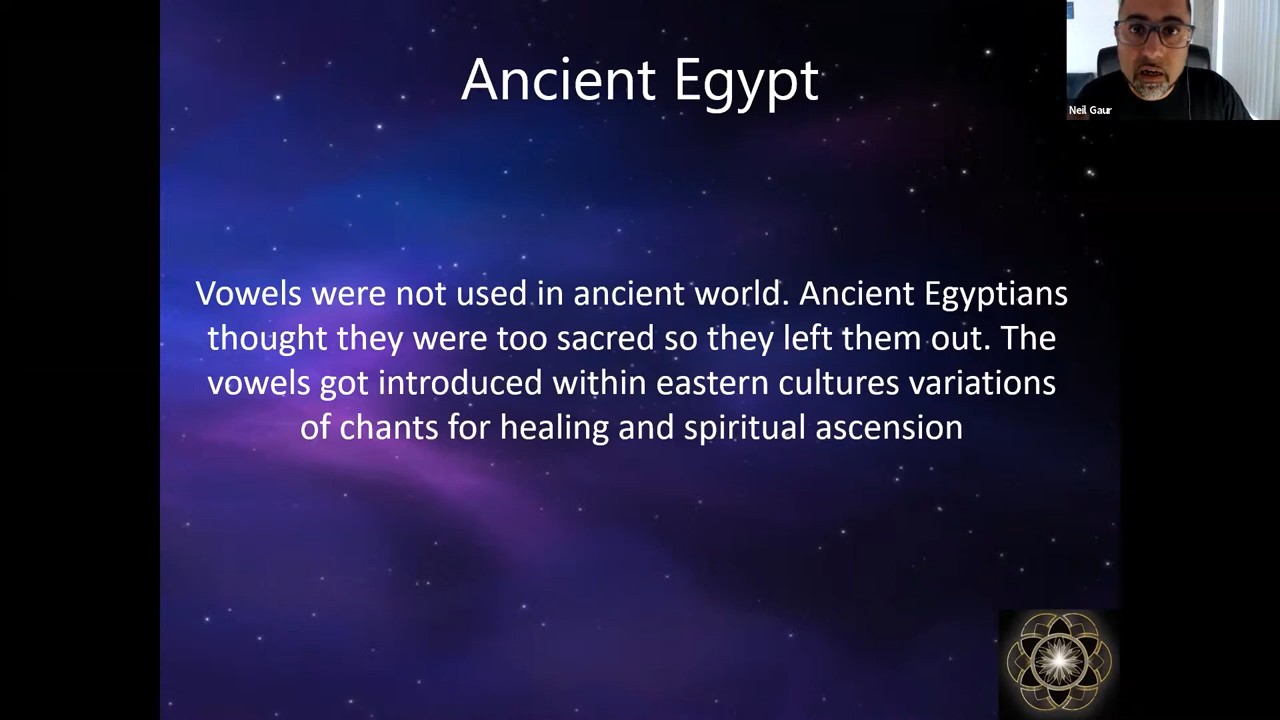 Ancient Egypt
Neil Gaur
Vowels were not used in ancient world. Ancient Egyptians
thought they were too sacred so they left them out. The
vowels got introduced within eastern cultures variations
of chants for healing and spiritual ascension